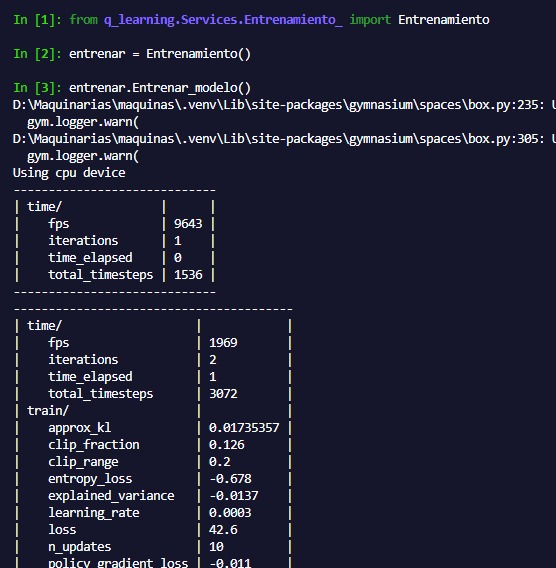 In [1]: from q_learning.Services.Entrenamiento_ import Entrenamiento
In [2]: entrenar = Entrenamiento()
In [3]: entrenar.Entrenar_modelo()
D:\Maquinarias\maquinas\.venv\Lib\site-packages\gymnasium\spaces\box.py:235: U
  gym.logger.warn(
D:\Maquinarias\maquinas\.venv\Lib\site-packages\gymnasium\spaces\box.py:305: U
  gym.logger.warn(
Using cpu device
------------------------------
| time/              |      |
|    fps             | 9643 |
|    iterations      | 1    |
|    time_elapsed    | 0    |
|    total_timesteps | 1536 |
------------------------------
-----------------------------------------
| time/                   |             |
|    fps                  | 1969        |
|    iterations           | 2           |
|    time_elapsed         | 1           |
|    total_timesteps      | 3072        |
| train/                  |             |
|    approx_kl            | 0.01735357  |
|    clip_fraction        | 0.126       |
|    clip_range           | 0.2         |
|    entropy_loss         | -0.678      |
|    explained_variance   | -0.0137     |
|    learning_rate        | 0.0003      |
|    loss                 | 42.6        |
|    n_updates            | 10          |
|    policy_gradient_loss | -0.011      |